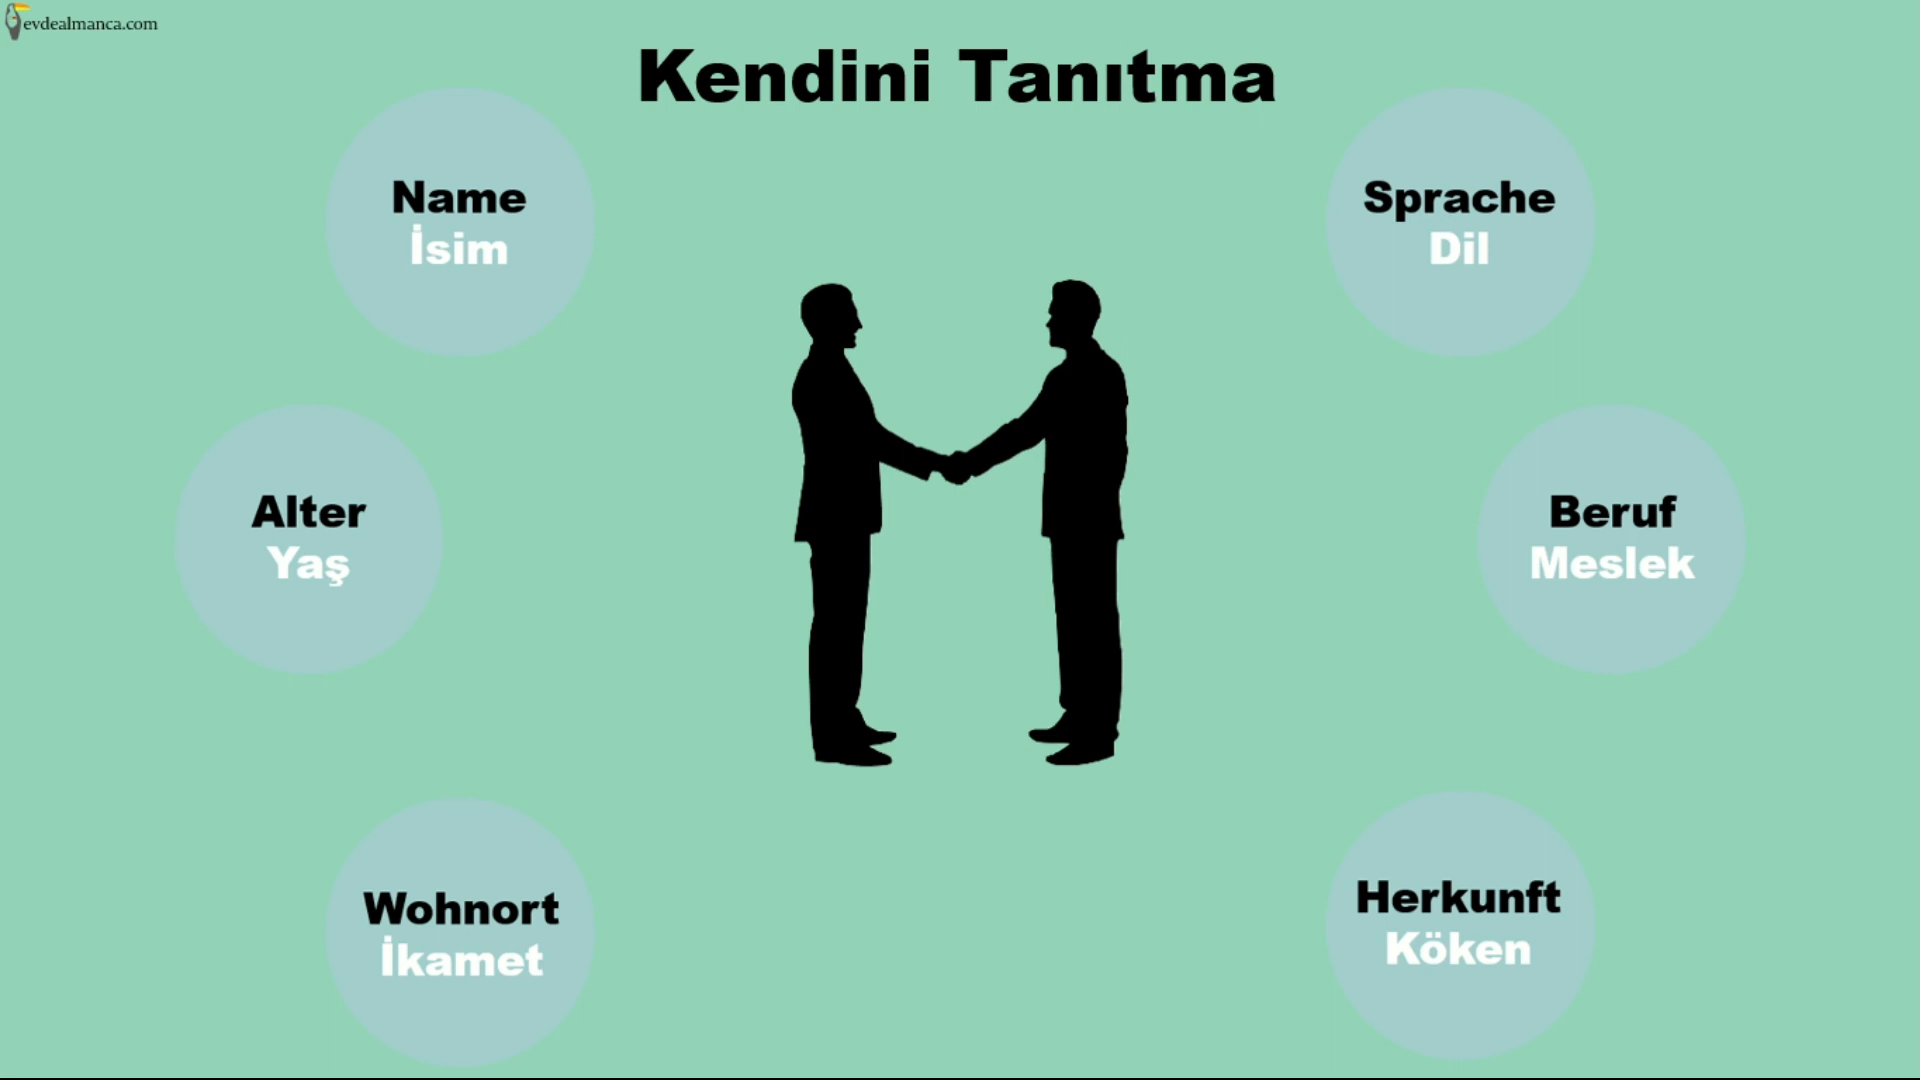 evdealmanca.com
Kendini Tanıtma
Name
İsim
Sprache
Dil
Alter
Yaş
Beruf
Meslek
Wohnort
İkamet
Herkunft
Köken